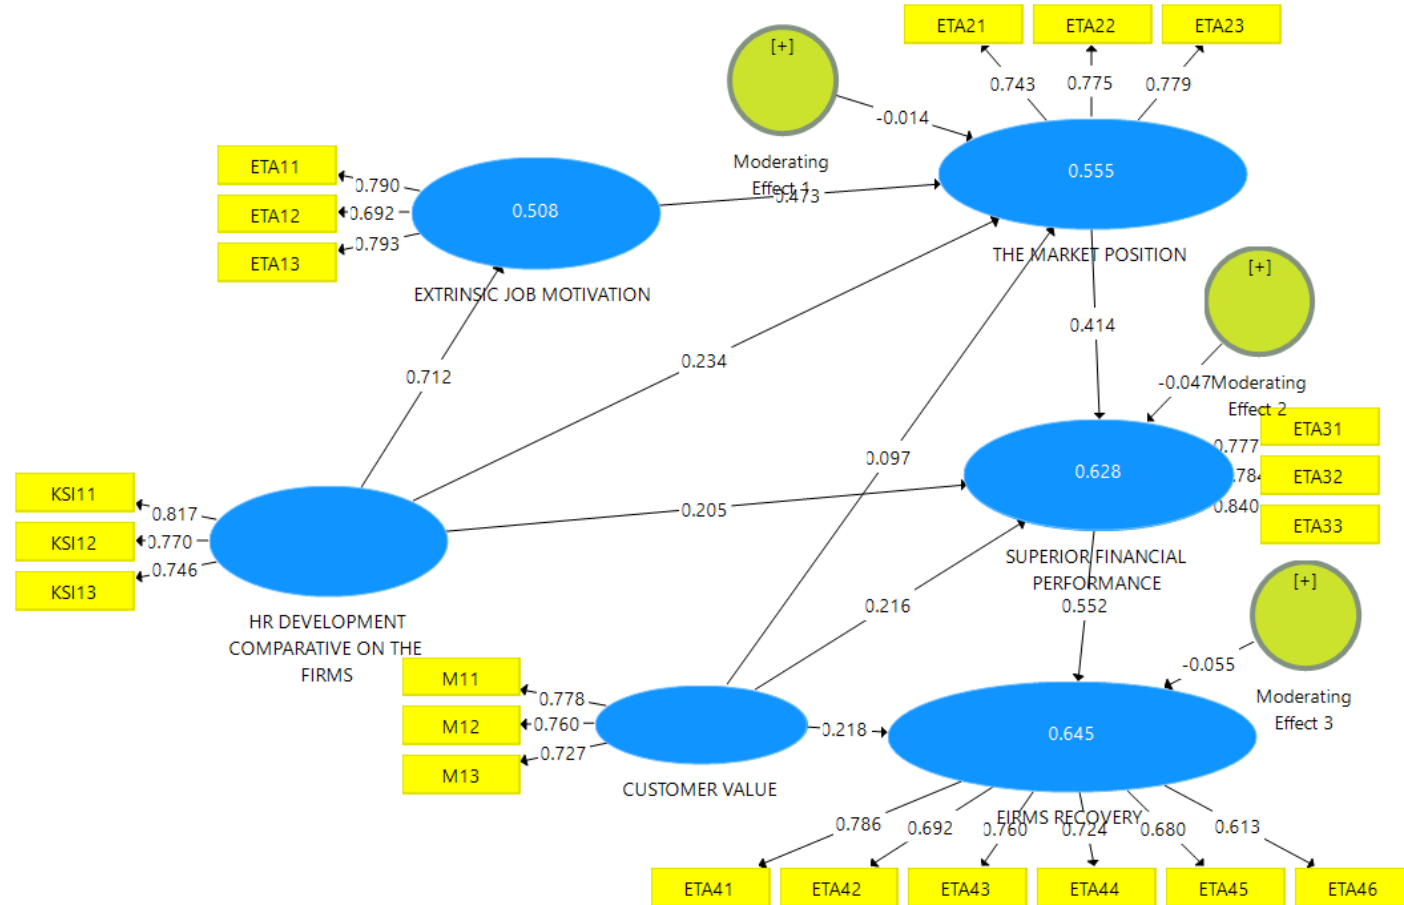 ETA21
ETA22
ETA23
[+]
0.743
0.775
0.779
-0.014
Moderating
Effect 1
0.555
THE MARKET POSITION
ETA11
ETA12
ETA13
0.790
0.692
0.793
0.508
EXTRINSIC JOB MOTIVATION
0.473
[+]
0.414
-0.047
Moderating
Effect 2
0.234
0.712
0.097
ETA31
ETA32
ETA33
0.777
.784
0.840
0.628
SUPERIOR FINANCIAL
PERFORMANCE
0.205
KSI11
KSI12
KSI13
0.817
0.770
0.746
HR DEVELOPMENT
COMPARATIVE ON THE
FIRMS
0.216
0.552
[+]
-0.055
Moderating
Effect 3
M11
M12
M13
0.778
0.760
0.727
CUSTOMER VALUE
0.218
0.645
FIRMS RECOVERY
0.786
0.692
0.760
0.724
0.680
0.613
ETA41
ETA42
ETA43
ETA44
ETA45
ETA46